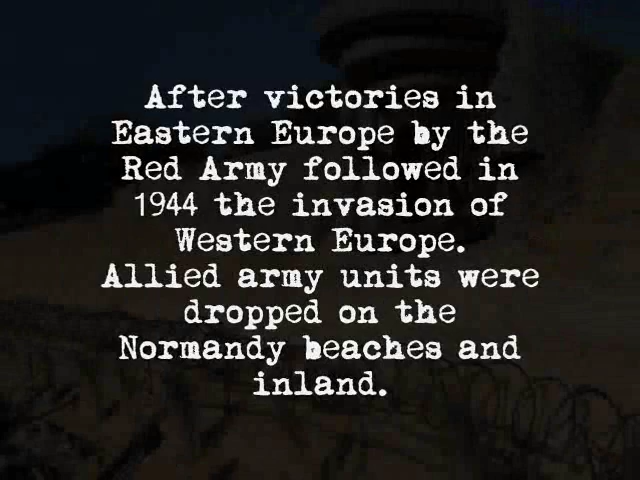 After victories in
Eastern Europe by the
Red Army followed in
1944 the invasion of
Western Europe.
Allied army units were
dropped on the
Normandy beaches and
inland.